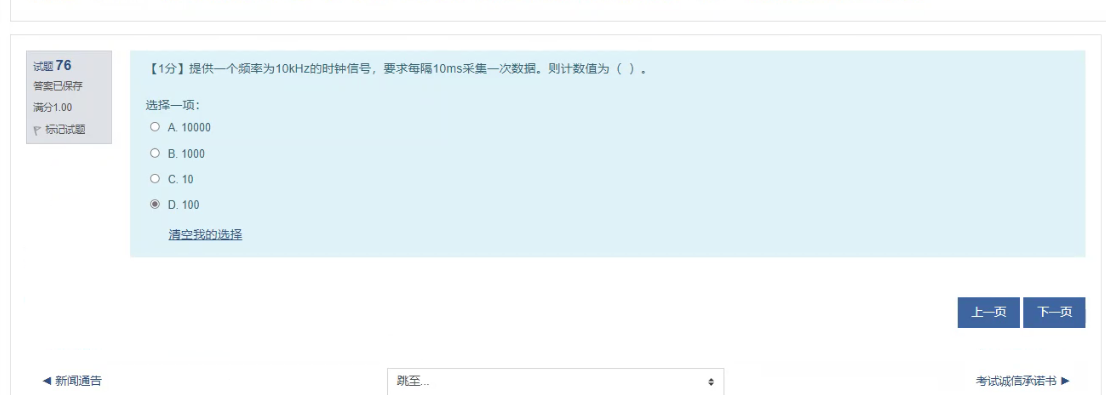 试题 76
答案已保存
满分1.00
标记试题
【1分】提供一个频率为10kHz的时钟信号，要求每隔10ms采集一次数据。则计数值为（ ）。
选择一项：
A. 10000
B. 1000
C. 10
D. 100
清空我的选择
上一页
下一页
◀ 新闻通告
跳至...
考试诚信承诺书 ▶